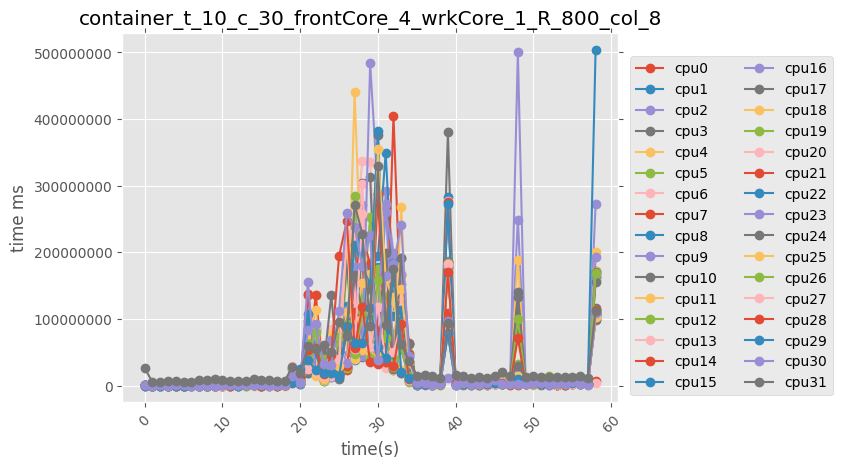 container_t_10_c_30_frontCore_4_wrkCore_1_R_800_col_8
500000000
400000000
300000000
200000000
100000000
0
time ms
0
10
20
30
40
50
60
time(s)
cpu0
cpu1
cpu2
cpu3
cpu4
cpu5
cpu6
cpu7
cpu8
cpu9
cpu10
cpu11
cpu12
cpu13
cpu14
cpu15
cpu16
cpu17
cpu18
cpu19
cpu20
cpu21
cpu22
cpu23
cpu24
cpu25
cpu26
cpu27
cpu28
cpu29
cpu30
cpu31